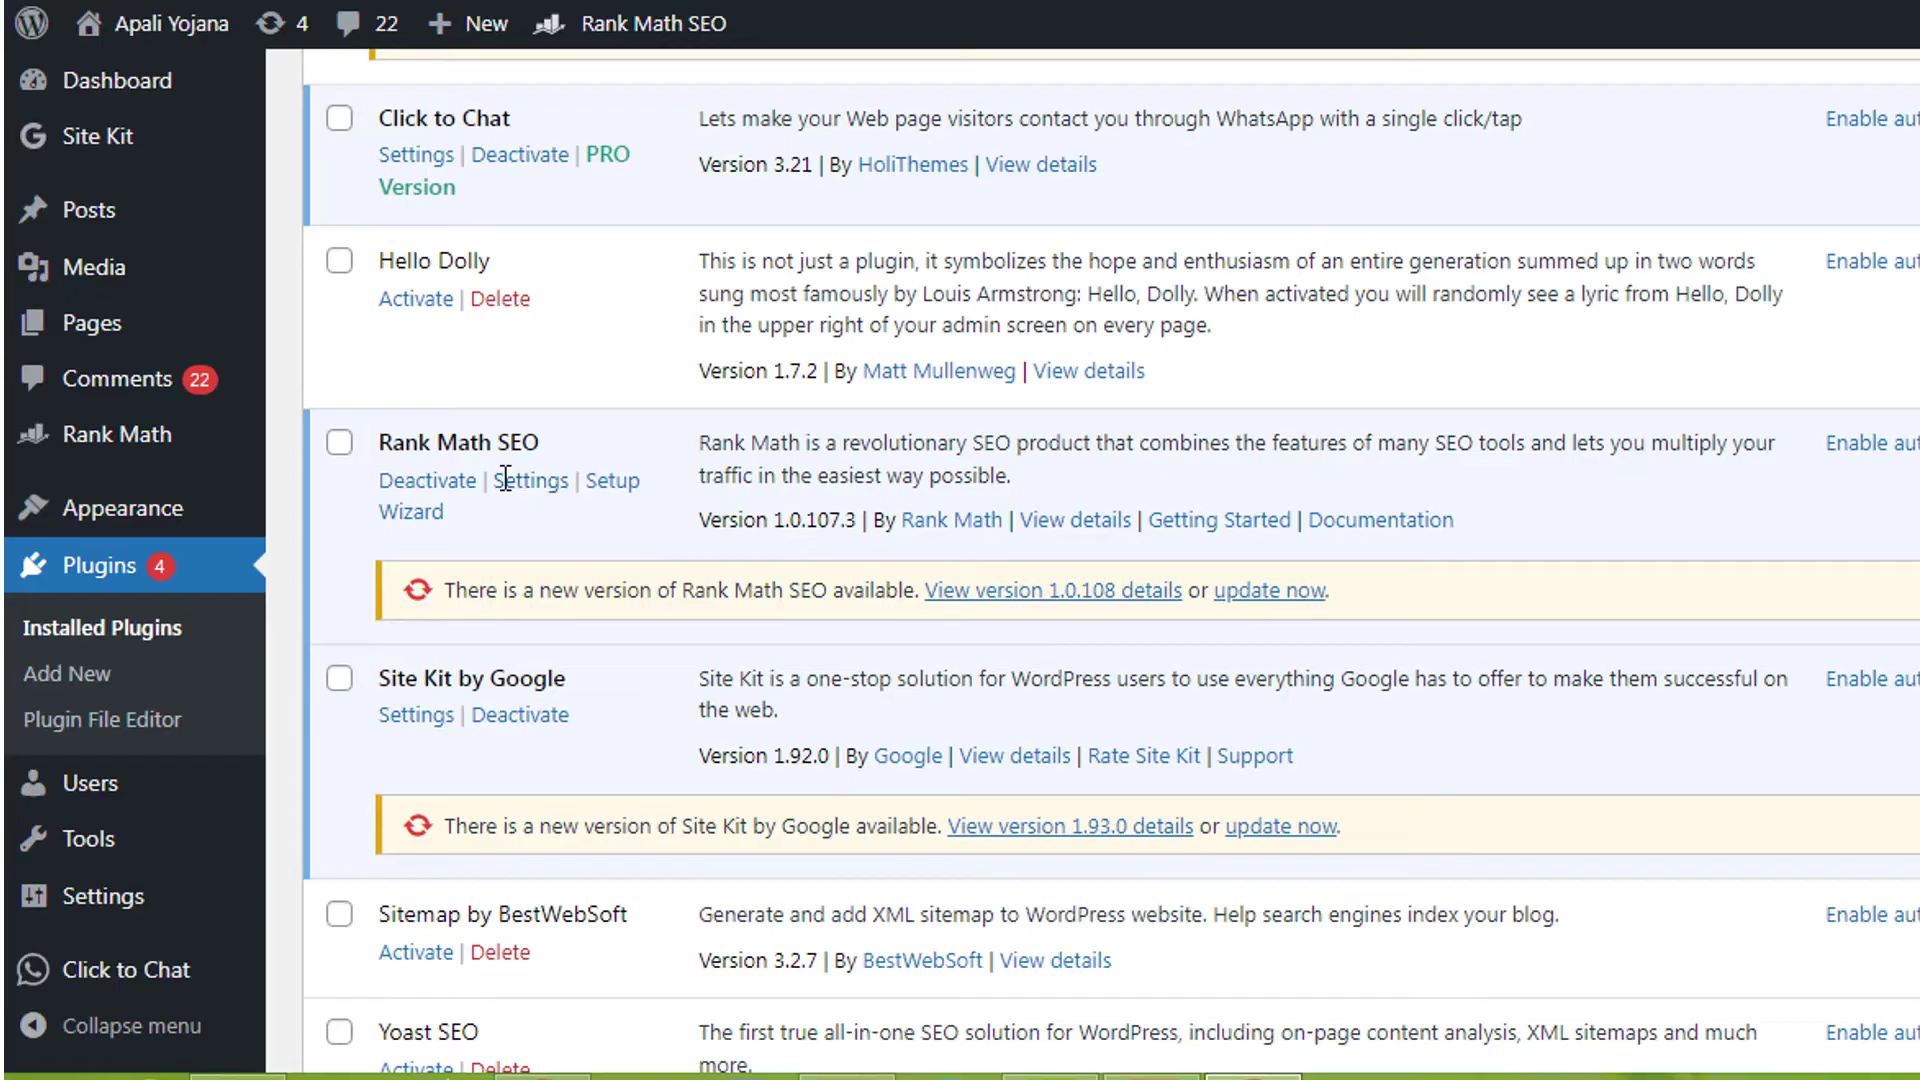 Apali Yojana 4 22 New Rank Math SEO
Dashboard
Site Kit
Posts
Media
Pages
Comments 22
Rank Math
Appearance
Plugins 4
Installed Plugins
Add New
Plugin File Editor
Users
Tools
Settings
Click to Chat
Collapse menu
Click to Chat
Settings | Deactivate | PRO
Version
Lets make your Web page visitors contact you through WhatsApp with a single click/tap
Version 3.21 | By HoliThemes | View details
Enable aut
Hello Dolly
Activate | Delete
This is not just a plugin, it symbolizes the hope and enthusiasm of an entire generation summed up in two words
sung most famously by Louis Armstrong: Hello, Dolly. When activated you will randomly see a lyric from Hello, Dolly
in the upper right of your admin screen on every page.
Version 1.7.2 | By Matt Mullenweg | View details
Enable aut
Rank Math SEO
Deactivate | Settings | Setup
Wizard
Rank Math is a revolutionary SEO product that combines the features of many SEO tools and lets you multiply your
traffic in the easiest way possible.
Version 1.0.107.3 | By Rank Math | View details | Getting Started | Documentation
Enable aut
There is a new version of Rank Math SEO available. View version 1.0.108 details or update now.
Site Kit by Google
Settings | Deactivate
Site Kit is a one-stop solution for WordPress users to use everything Google has to offer to make them successful on
the web.
Version 1.92.0 | By Google | View details | Rate Site Kit | Support
Enable aut
There is a new version of Site Kit by Google available. View version 1.93.0 details or update now.
Sitemap by BestWebSoft
Activate | Delete
Generate and add XML sitemap to WordPress website. Help search engines index your blog.
Version 3.2.7 | By BestWebSoft | View details
Enable aut
Yoast SEO
Activate | Delete
The first true all-in-one SEO solution for WordPress, including on-page content analysis, XML sitemaps and much
more.
Enable aut